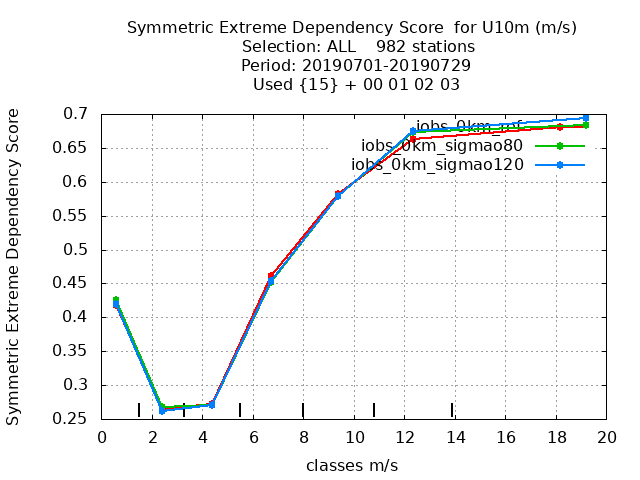 Symmetric Extreme Dependency Score  for U10m (m/s)
Selection: ALL    982 stations
Period: 20190701-20190729
Used {15} + 00 01 02 03
Symmetric Extreme Dependency Score
0.7
0.65
0.6
0.55
0.5
0.45
0.4
0.35
0.3
0.25
iobs_0km_ref
iobs_0km_sigmao80
iobs_0km_sigmao120
0 2 4 6 8 10 12 14 16 18 20
classes m/s